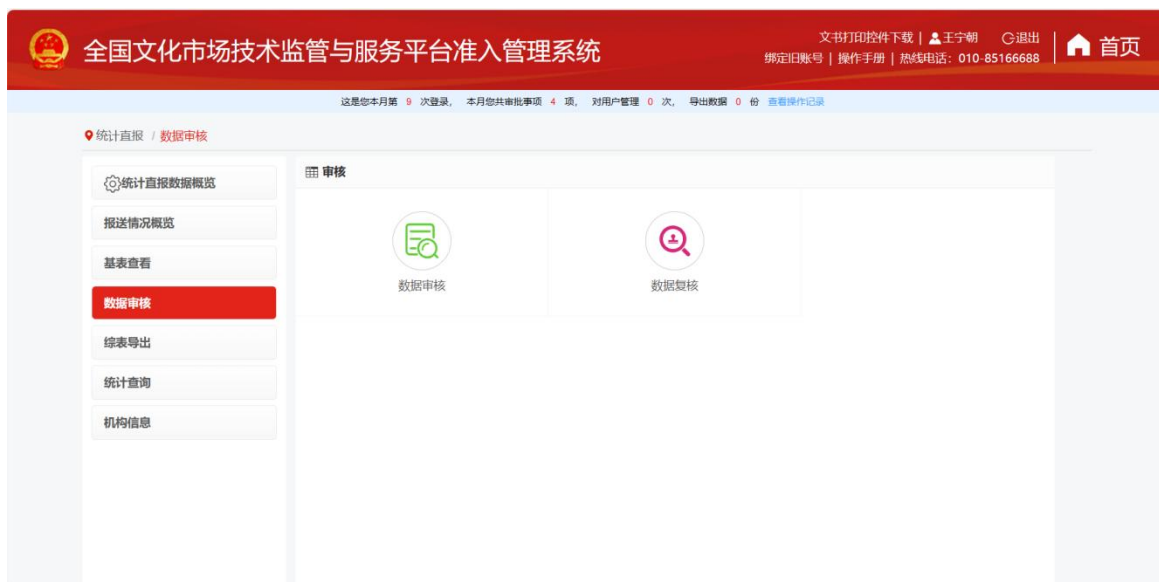 全国文化市场技术监管与服务平台准入管理系统
文书打印控件下载 | 王宁朝 退出
绑定旧账号 | 操作手册 | 热线电话：010-85166688
首页
这是您本月第 9 次登录, 本月您共审批事项 4 项, 对用户管理 0 次, 导出数据 0 份 查看操作记录
统计直报 / 数据审核
统计直报数据概览
报送情况概览
基表查看
数据审核
综表导出
统计查询
机构信息
审核
数据审核
数据复核